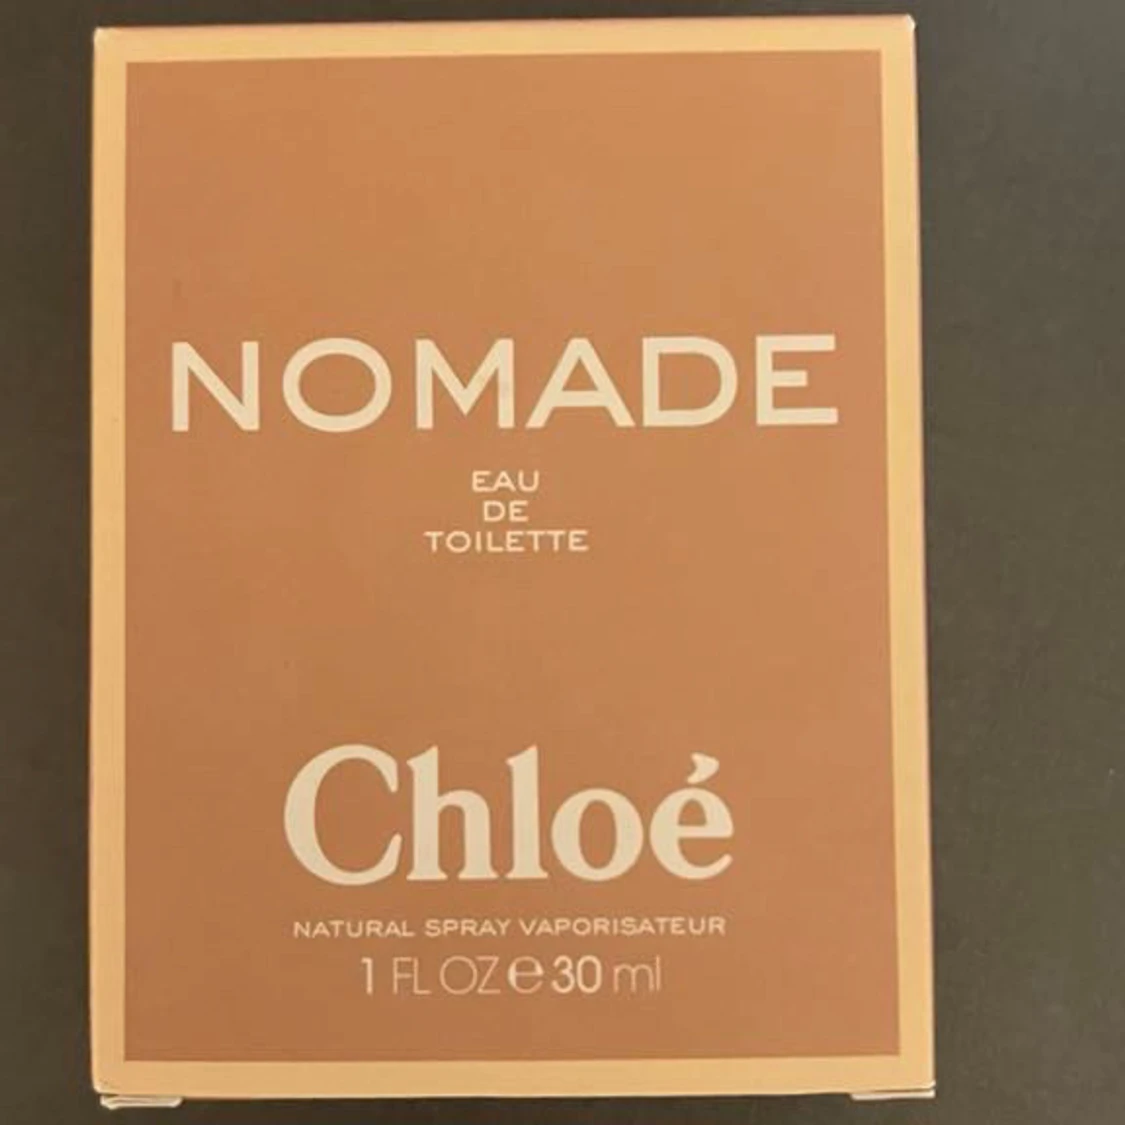 NOMADE
EAU
DE
TOILETTE
Chloé
NATURAL SPRAY VAPORISATEUR
1 FL OZ ℮ 30 ml